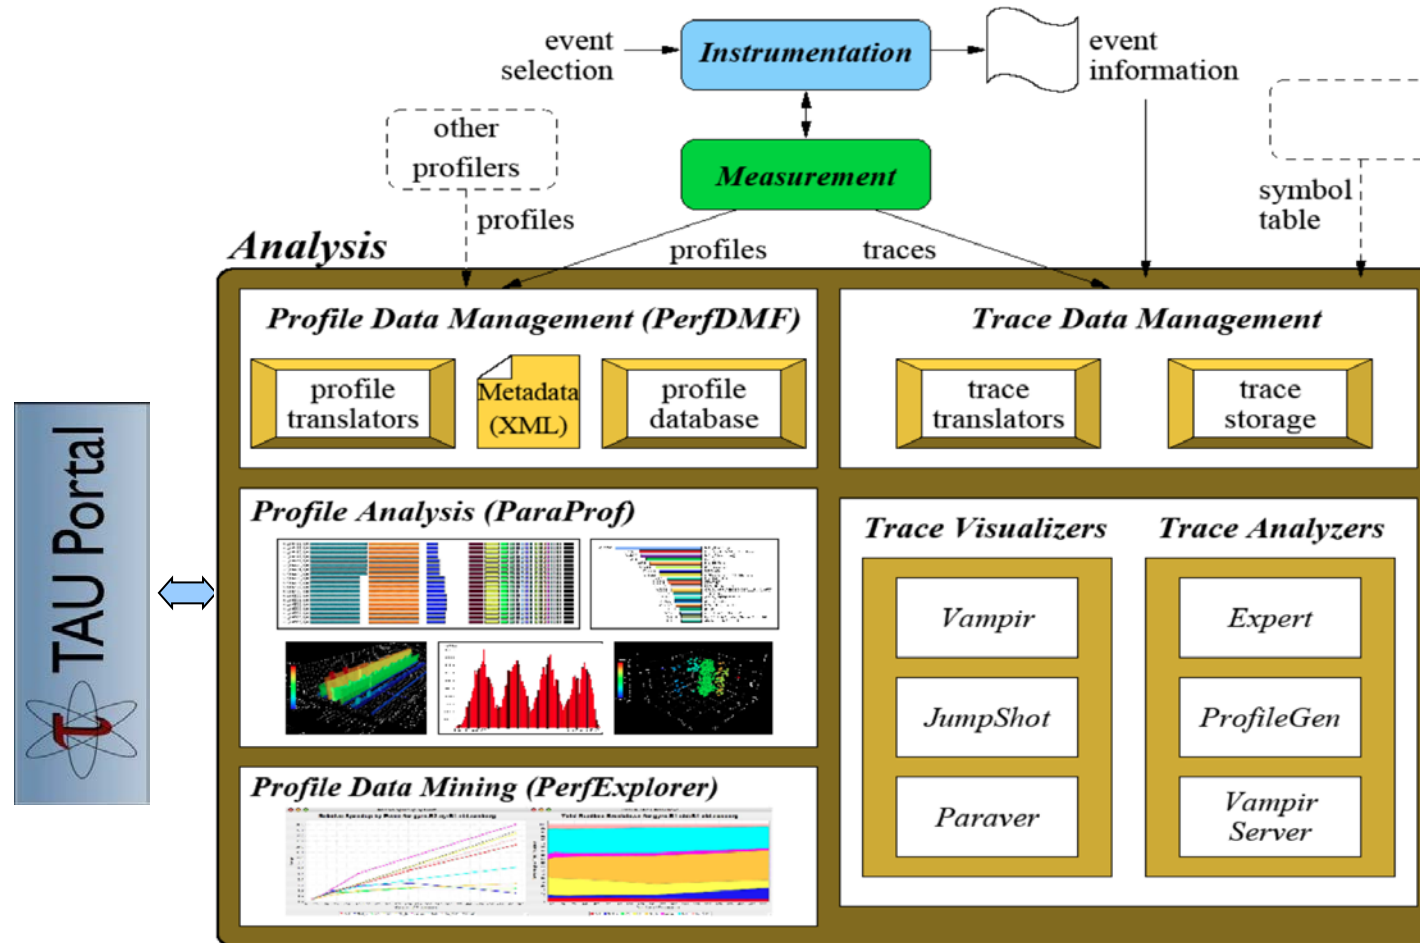 event
selection
Instrumentation
event
information
other
profilers
Measurement
profiles
symbol
table
Analysis
profiles
traces
Profile Data Management (PerfDMF)
profile
translators
Metadata
(XML)
profile
database
Trace Data Management
trace
translators
trace
storage
TAU Portal
Profile Analysis (ParaProf)
Trace Visualizers
Vampir
JumpShot
Paraver
Trace Analyzers
Expert
ProfileGen
Vampir
Server
Profile Data Mining (PerfExplorer)